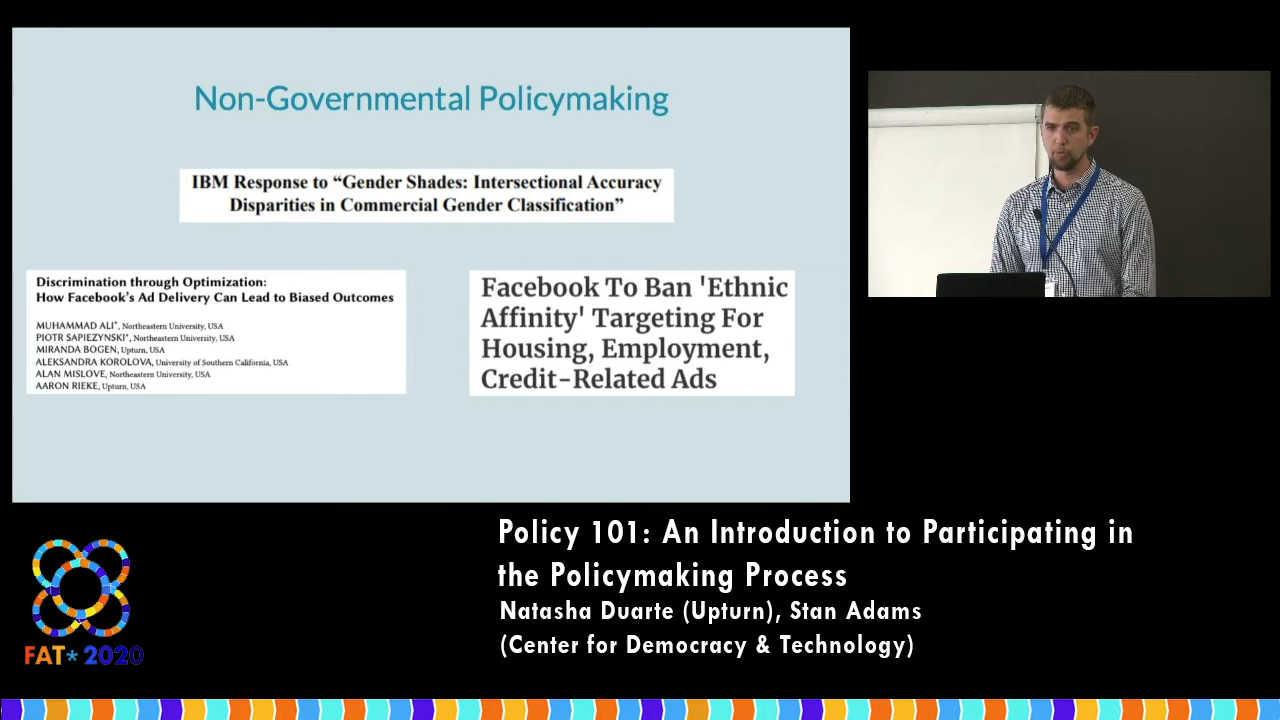 Non-Governmental Policymaking
IBM Response to “Gender Shades: Intersectional Accuracy
Disparities in Commercial Gender Classification”
Discrimination through Optimization:
How Facebook's Ad Delivery Can Lead to Biased Outcomes
MUHAMMAD ALI*, Northeastern University, USA
PIOTR SAPIEZYNSKI*, Northeastern University, USA
MIRANDA BOGEN, Upturn, USA
ALEKSANDRA KOROLOVA, University of Southern California, USA
ALAN MISLOVE, Northeastern University, USA
AARON RIEKE, Upturn, USA
Facebook To Ban 'Ethnic
Affinity' Targeting For
Housing, Employment,
Credit-Related Ads
Policy 101: An Introduction to Participating in
the Policymaking Process
Natasha Duarte (Upturn), Stan Adams
(Center for Democracy & Technology)
FAT* 2020